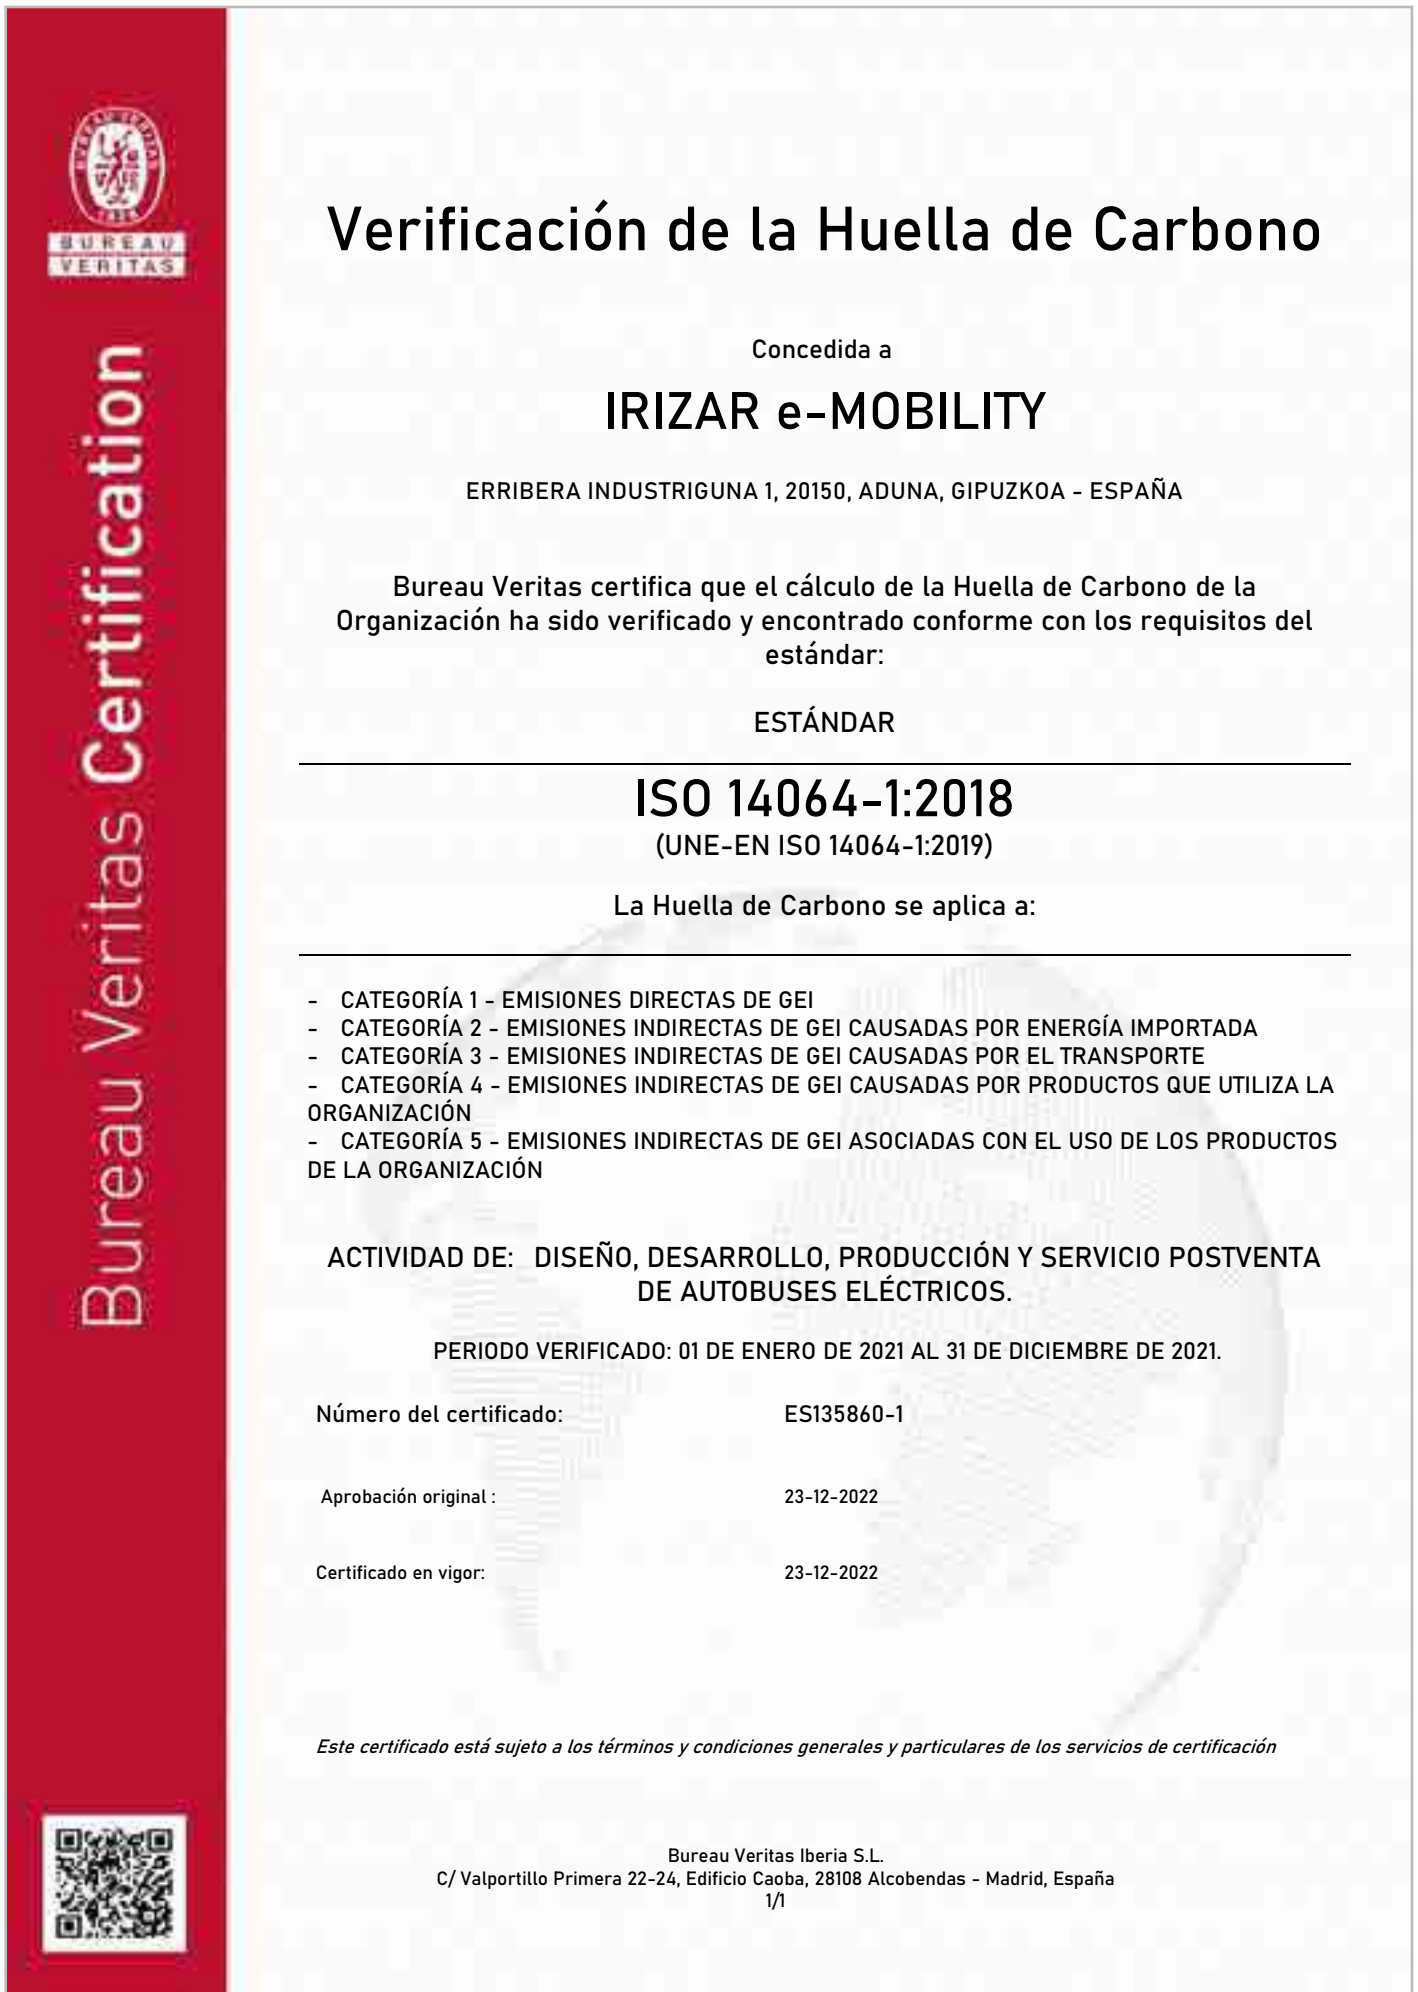 BUREAU VERITAS
1828
BUREAU
VERITAS
Bureau Veritas Certification
Verificación de la Huella de Carbono
Concedida a
IRIZAR e-MOBILITY
ERRIBERA INDUSTRIGUNA 1, 20150, ADUNA, GIPUZKOA - ESPAÑA
Bureau Veritas certifica que el cálculo de la Huella de Carbono de la
Organización ha sido verificado y encontrado conforme con los requisitos del
estándar:
ESTÁNDAR
ISO 14064-1:2018
(UNE-EN ISO 14064-1:2019)
La Huella de Carbono se aplica a:
- CATEGORÍA 1 - EMISIONES DIRECTAS DE GEI
- CATEGORÍA 2 - EMISIONES INDIRECTAS DE GEI CAUSADAS POR ENERGÍA IMPORTADA
- CATEGORÍA 3 - EMISIONES INDIRECTAS DE GEI CAUSADAS POR EL TRANSPORTE
- CATEGORÍA 4 - EMISIONES INDIRECTAS DE GEI CAUSADAS POR PRODUCTOS QUE UTILIZA LA
ORGANIZACIÓN
- CATEGORÍA 5 - EMISIONES INDIRECTAS DE GEI ASOCIADAS CON EL USO DE LOS PRODUCTOS
DE LA ORGANIZACIÓN
ACTIVIDAD DE: DISEÑO, DESARROLLO, PRODUCCIÓN Y SERVICIO POSTVENTA
DE AUTOBUSES ELÉCTRICOS.
PERIODO VERIFICADO: 01 DE ENERO DE 2021 AL 31 DE DICIEMBRE DE 2021.
Número del certificado: ES135860-1
Aprobación original : 23-12-2022
Certificado en vigor: 23-12-2022
Este certificado está sujeto a los términos y condiciones generales y particulares de los servicios de certificación
Bureau Veritas Iberia S.L.
C/ Valportillo Primera 22-24, Edificio Caoba, 28108 Alcobendas - Madrid, España
1/1